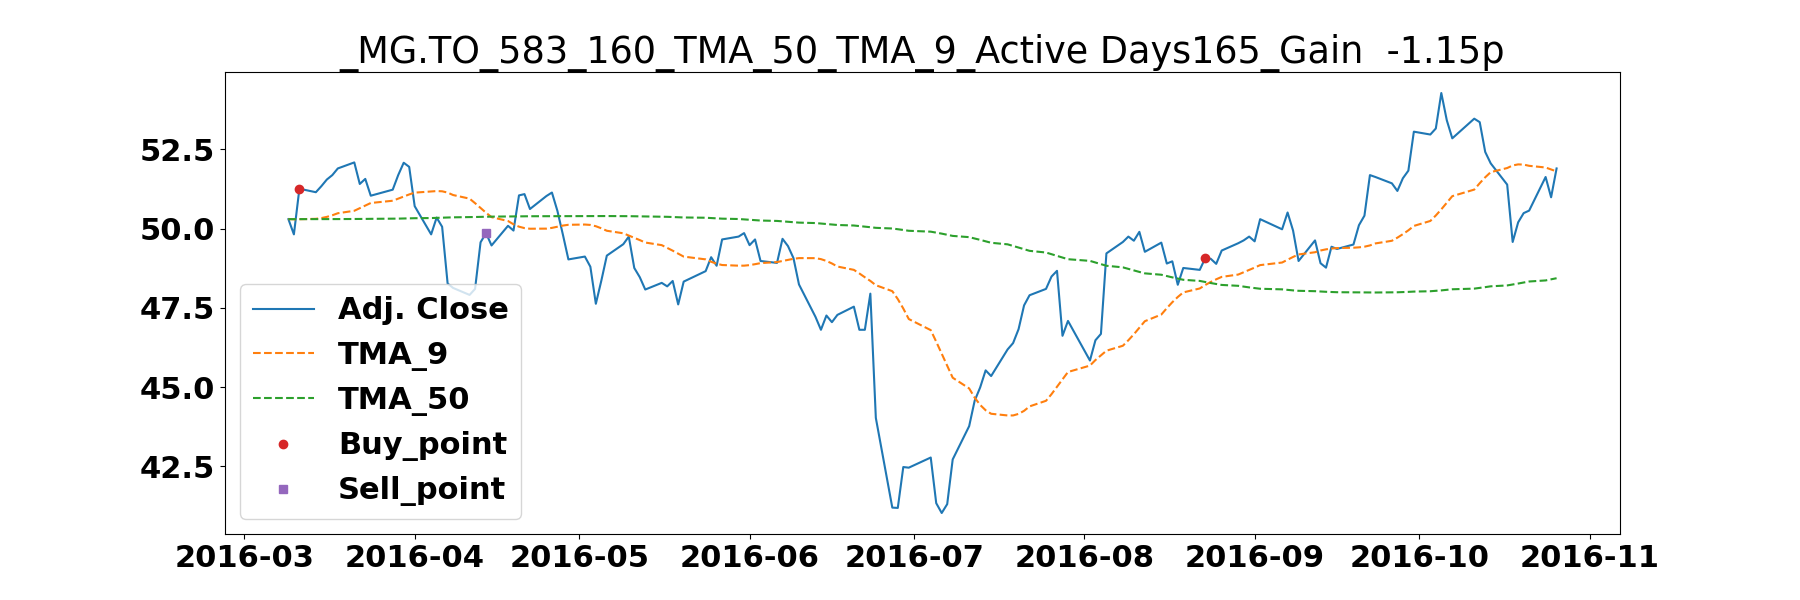 _MG.TO_583_160_TMA_50_TMA_9_Active Days165_Gain  -1.15p
52.5
50.0
47.5
45.0
42.5
Adj. Close
TMA_9
TMA_50
Buy_point
Sell_point
2016-03 2016-04 2016-05 2016-06 2016-07 2016-08 2016-09 2016-10 2016-11